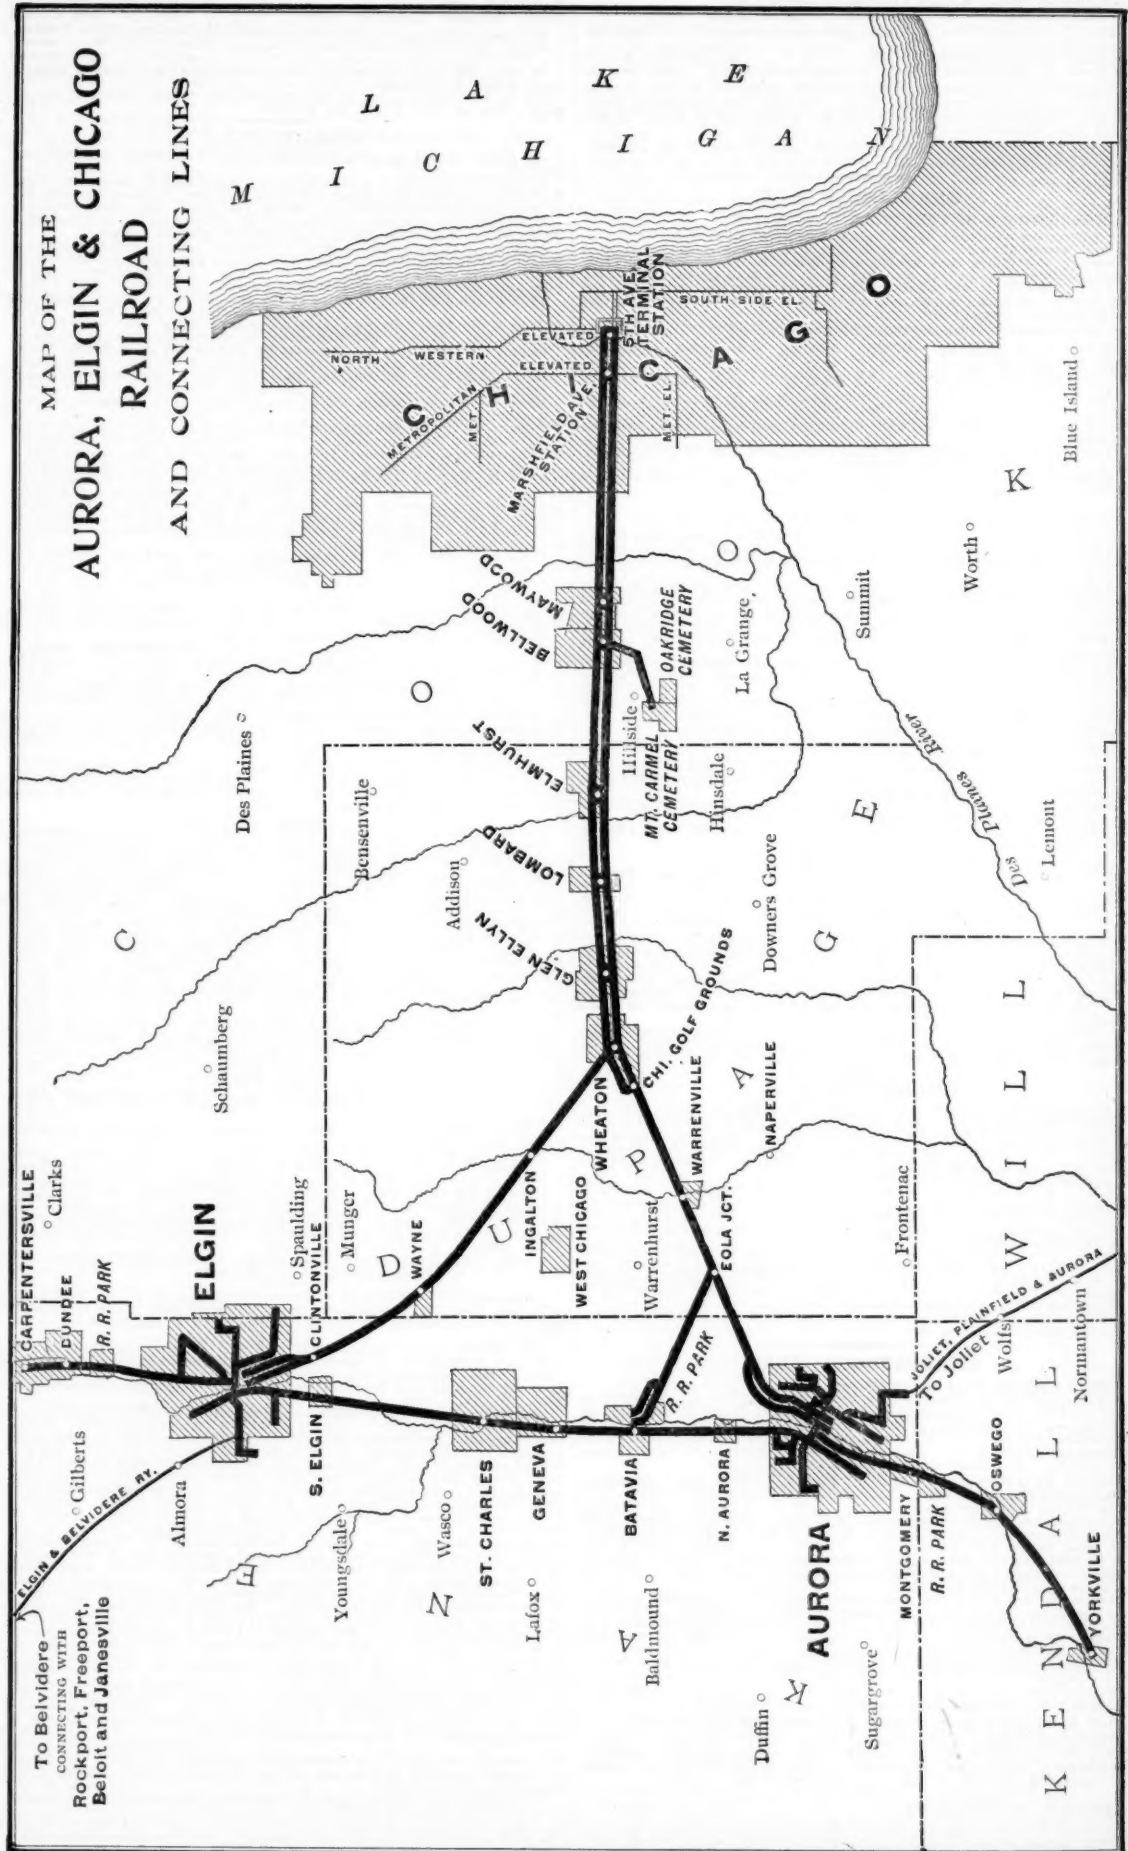 MAP OF THE
AURORA, ELGIN & CHICAGO
RAILROAD
AND CONNECTING LINES
LAKE
MICHIGAN
To Belvidere
CONNECTING WITH
Rockport, Freeport,
Beloit and Janesville
ELGIN & BELVIDERE RY.
Gilberts
Almora
CARPENTERSVILLE
Clarks
DUNDEE
R. R. PARK
ELGIN
Spaulding
CLINTONVILLE
Munger
S. ELGIN
WAYNE
Youngsdale
Wasco
ST. CHARLES
GENEVA
Lafox
INGALTON
WEST CHICAGO
Warrenhurst
BATAVIA
R. R. PARK
Baldmound
N. AURORA
EOLA JCT.
WARRENVILLE
NAPERVILLE
Frontenac
AURORA
Duffin
Sugargrove
MONTGOMERY
R. R. PARK
OSWEGO
YORKVILLE
JOLIET, PLAINFIELD & AURORA
To Joliet
Wolfs
Normantown
Schaumberg
Des Plaines
Bensenville
Addison
WHEATON
CHI. GOLF GROUNDS
GLEN ELLYN
LOMBARD
ELMHURST
BELLWOOD
MAYWOOD
Hillside
MT. CARMEL
CEMETERY
OAKRIDGE
CEMETERY
La Grange
Hinsdale
Downers Grove
Summit
Worth
Blue Island
Lemont
Des Plaines River
CHICAGO
NORTH WESTERN ELEVATED
METROPOLITAN ELEVATED
MET.
MET. EL.
MARSHFIELD AVE.
STATION
5TH AVE.
TERMINAL
STATION
SOUTH SIDE EL.
COOK
DU PAGE
KANE
WILL
KENDALL